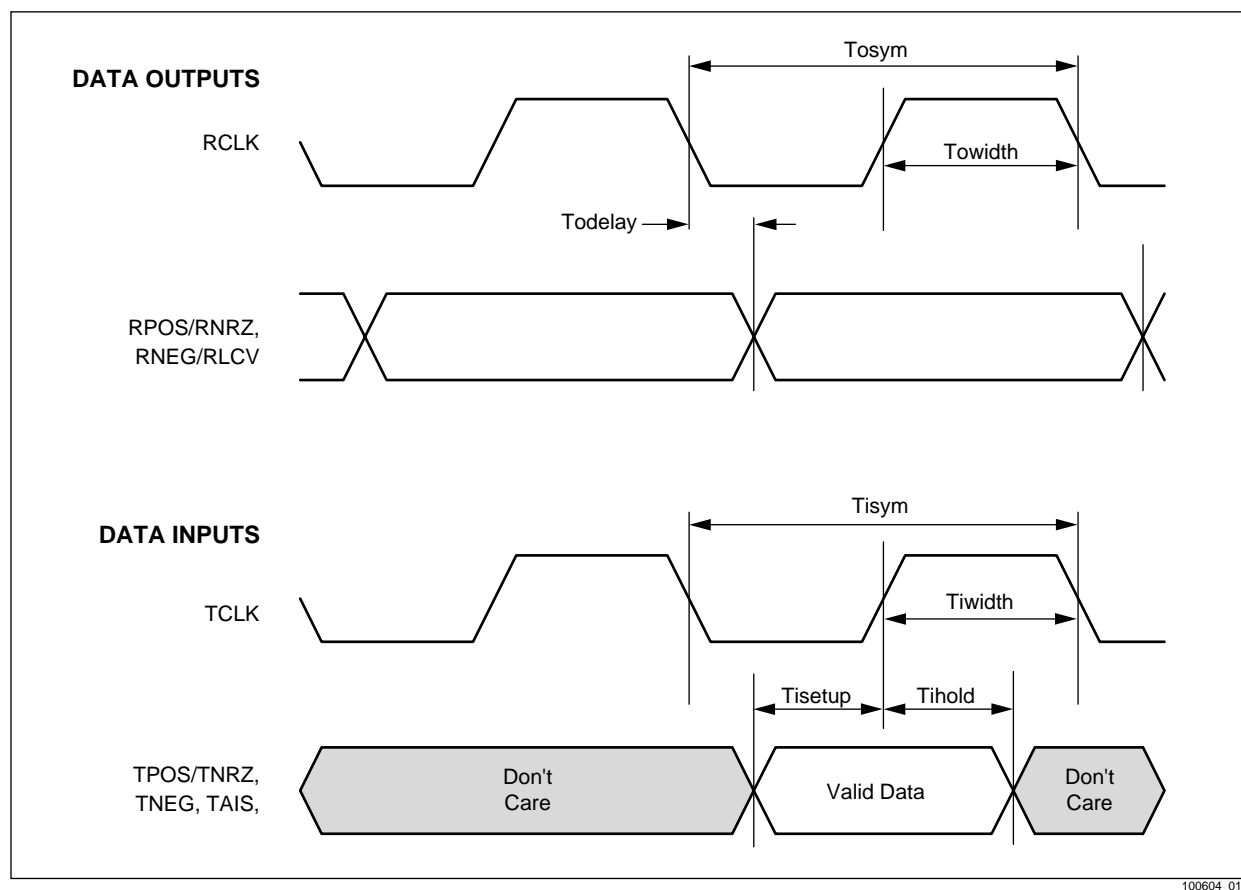 Tosym
DATA OUTPUTS
RCLK
Towidth
Todelay
RPOS/RNRZ,
RNEG/RLCV
Tisym
DATA INPUTS
TCLK
Tiwidth
Tisetup
Tihold
TPOS/TNRZ,
TNEG, TAIS,
Don't
Care
Valid Data
Don't
Care
100604_01